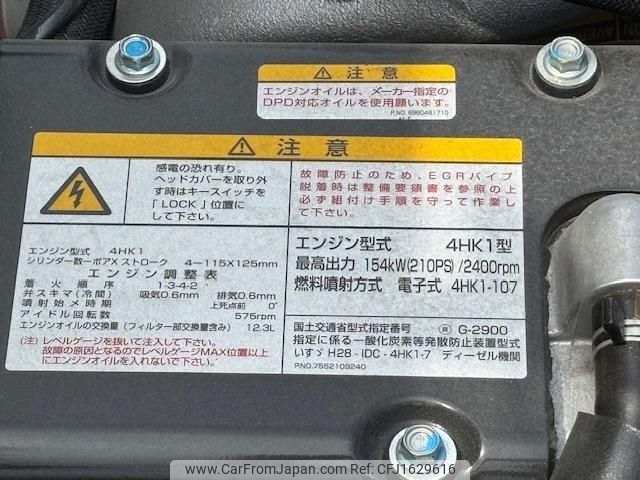 注意
エンジンオイルは、メーカー指定の
DPD対応オイルを使用願います。
P.NO. 8980461710
注意
感電の恐れ有り。
ヘッドカバーを取り外
す時はキースイッチを
「LOCK」位置に
して下さい。
故障防止のため、EGRパイプ
脱着時は整備要領書を参照の上
必ず組付け手順を守って作業し
て下さい。
エンジン型式 4HK1
シリンダー数ーボアXストローク 4－115X125mm
エンジン調整表
着火順序 1-3-4-2
弁スキマ(冷間) 吸気0.6mm 排気0.6mm
噴射始メ時期 上死点前 0°
アイドル回転数 575rpm
エンジンオイルの交換量(フィルター部交換量含み) 12.3L
(注)レベルゲージを抜いて注入して下さい。
故障の原因となるのでレベルゲージMAX位置以上
にエンジンオイルを入れないで下さい。
エンジン型式 4HK1型
最高出力 154kW(210PS)/2400rpm
燃料噴射方式 電子式 4HK1-107
国土交通省型式指定番号 G-2900
指定に係る一酸化炭素等発散防止装置型式
いすゞ H28 - IDC - 4HK1-7 ディーゼル機関
P.NO.7552109240
www.CarFromJapan.com | ID: CFJ1629616